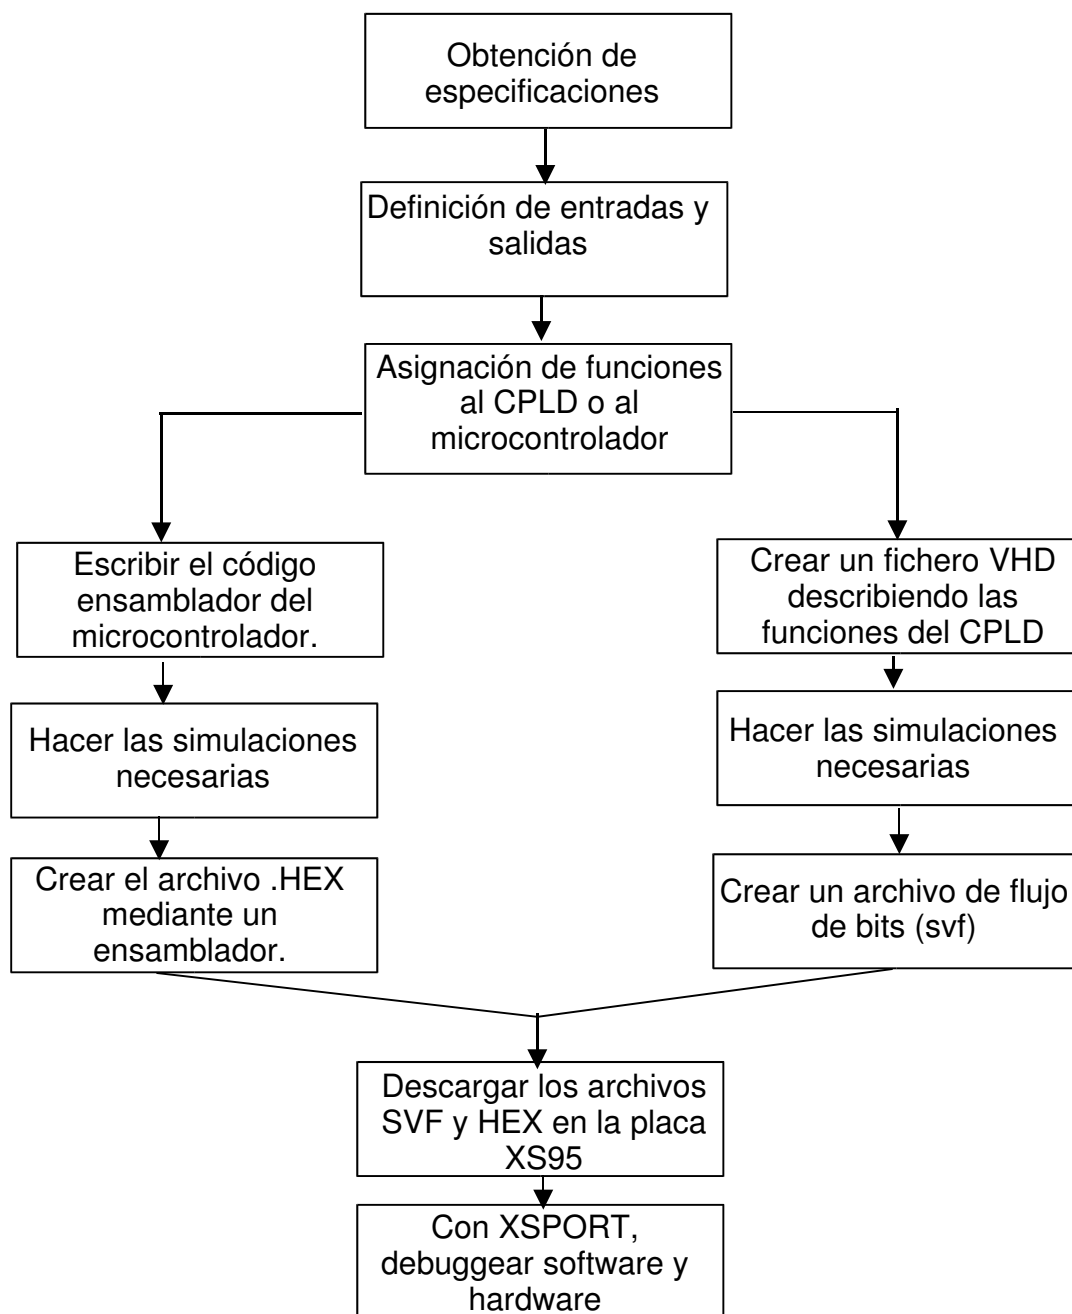 Obtención de
especificaciones
Definición de entradas y
salidas
Asignación de funciones
al CPLD o al
microcontrolador
Escribir el código
ensamblador del
microcontrolador.
Hacer las simulaciones
necesarias
Crear el archivo .HEX
mediante un
ensamblador.
Crear un fichero VHD
describiendo las
funciones del CPLD
Hacer las simulaciones
necesarias
Crear un archivo de flujo
de bits (svf)
Descargar los archivos
SVF y HEX en la placa
XS95
Con XSPORT,
debuggear software y
hardware